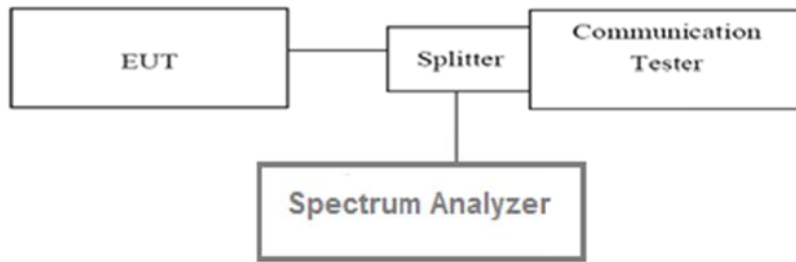 EUT
Splitter
Communication
Tester
Spectrum Analyzer